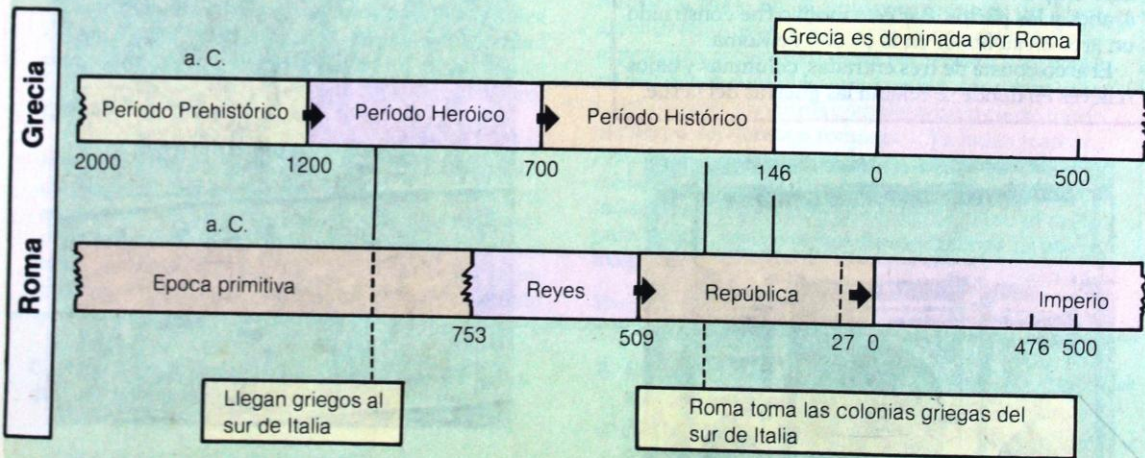 Grecia es dominada por Roma
a. C.
Grecia
Período Prehistórico
Período Heróico
Período Histórico
2000
1200
700
146
0
500
a. C.
Roma
Epoca primitiva
Reyes
República
Imperio
753
509
27
0
476
500
Llegan griegos al
sur de Italia
Roma toma las colonias griegas del
sur de Italia